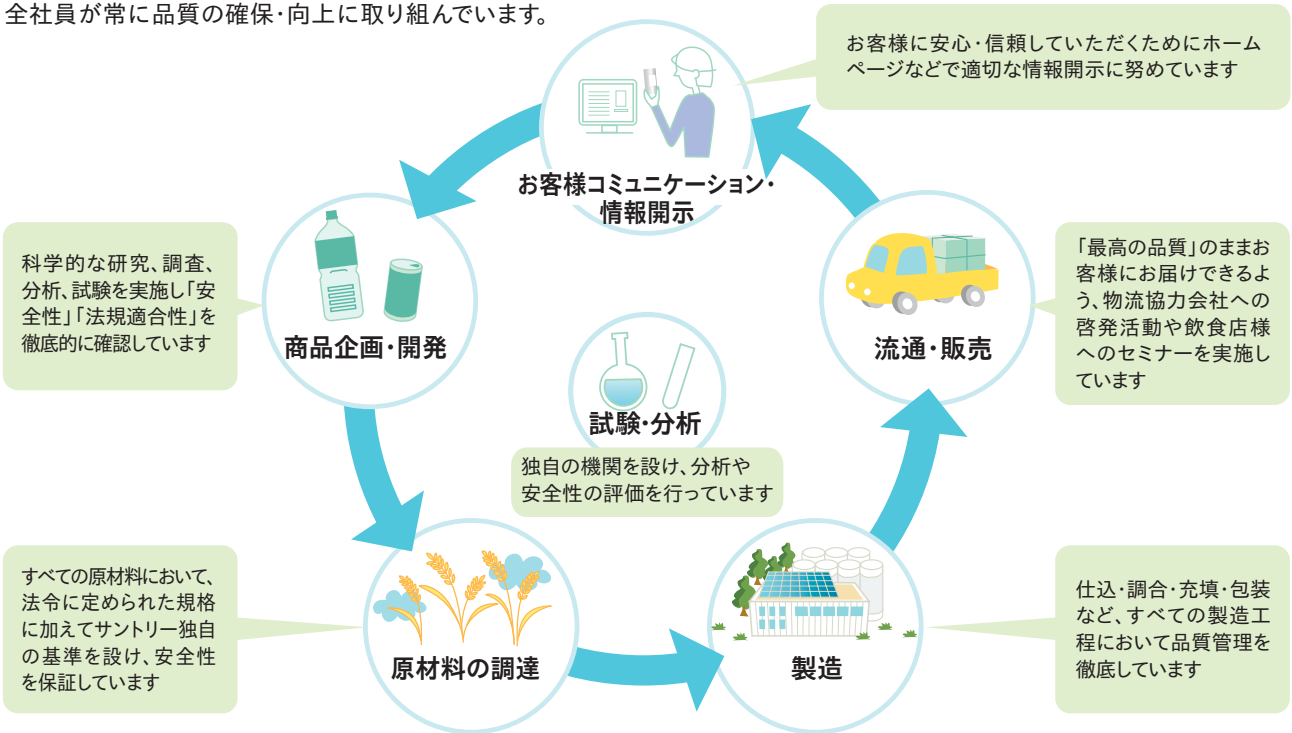 全社員が常に品質の確保・向上に取り組んでいます。
お客様に安心・信頼していただくためにホーム
ページなどで適切な情報開示に努めています
お客様コミュニケーション・
情報開示
科学的な研究、調査、
分析、試験を実施し「安
全性」「法規適合性」を
徹底的に確認しています
商品企画・開発
流通・販売
「最高の品質」のままお
客様にお届けできるよ
う、物流協力会社への
啓発活動や飲食店様
へのセミナーを実施し
ています
試験・分析
独自の機関を設け、分析や
安全性の評価を行っています
すべての原材料において、
法令に定められた規格
に加えてサントリー独自
の基準を設け、安全性
を保証しています
原材料の調達
製造
仕込・調合・充填・包装
など、すべての製造工
程において品質管理を
徹底しています